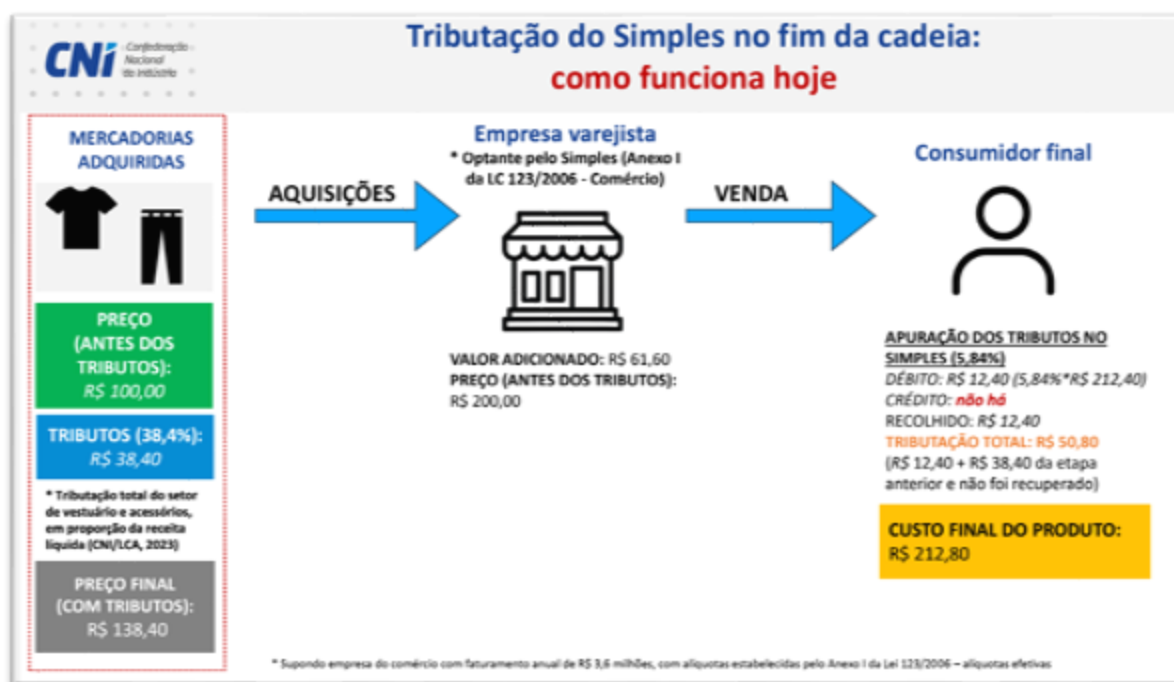 CNI Confederação
Nacional
da Indústria
Tributação do Simples no fim da cadeia:
como funciona hoje
MERCADORIAS
ADQUIRIDAS
PREÇO
(ANTES DOS
TRIBUTOS):
R$ 100,00
TRIBUTOS (38,4%):
R$ 38,40
* Tributação total do setor
de vestuário e acessórios,
em proporção da receita
líquida (CNI/LCA, 2023)
PREÇO FINAL
(COM TRIBUTOS):
R$ 138,40
AQUISIÇÕES
Empresa varejista
* Optante pelo Simples (Anexo I
da LC 123/2006 - Comércio)
VALOR ADICIONADO: R$ 61,60
PREÇO (ANTES DOS TRIBUTOS):
R$ 200,00
VENDA
Consumidor final
APURAÇÃO DOS TRIBUTOS NO
SIMPLES (5,84%)
DÉBITO: R$ 12,40 (5,84%*R$ 212,40)
CRÉDITO: não há
RECOLHIDO: R$ 12,40
TRIBUTAÇÃO TOTAL: R$ 50,80
(R$ 12,40 + R$ 38,40 da etapa
anterior e não foi recuperado)
CUSTO FINAL DO PRODUTO:
R$ 212,80
* Supondo empresa do comércio com faturamento anual de R$ 3,6 milhões, com alíquotas estabelecidas pelo Anexo I da Lei 123/2006 – alíquotas efetivas